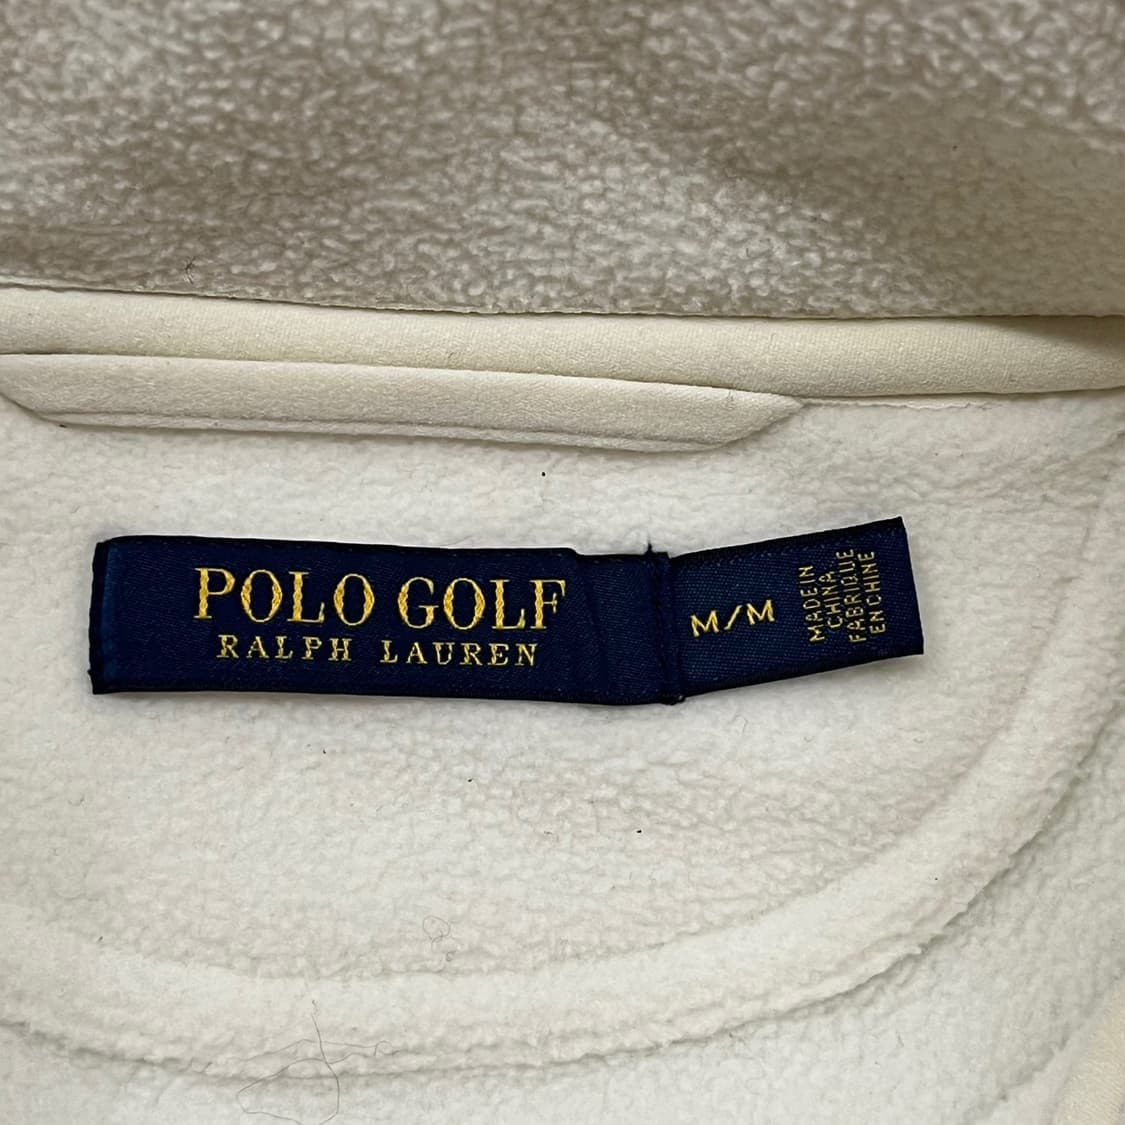 POLO GOLF
RALPH LAUREN
M/M
MADE IN
CHINA
FABRIQUE
EN CHINE